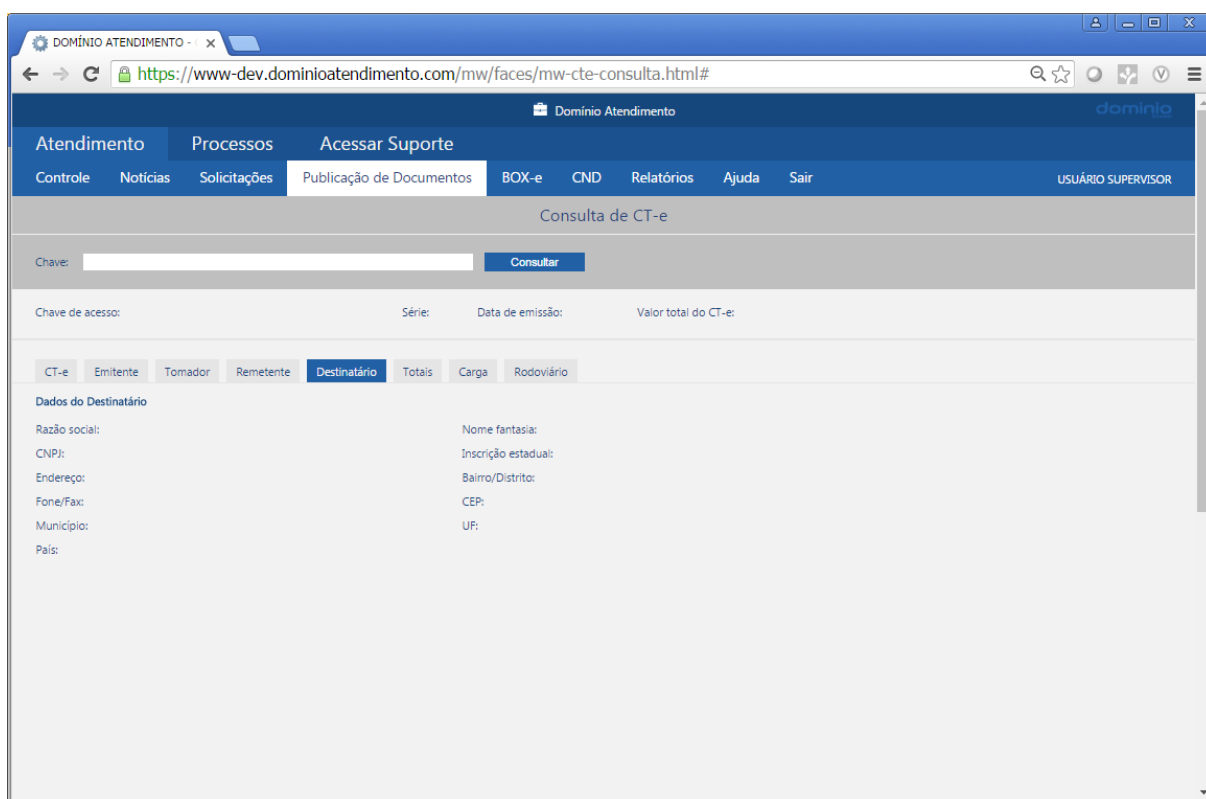 DOMÍNIO ATENDIMENTO -
https://www-dev.dominioatendimento.com/mw/faces/mw-cte-consulta.html#
Domínio Atendimento
domínio
Atendimento Processos Acessar Suporte
Controle Notícias Solicitações Publicação de Documentos BOX-e CND Relatórios Ajuda Sair USUÁRIO SUPERVISOR
Consulta de CT-e
Chave: Consultar
Chave de acesso: Série: Data de emissão: Valor total do CT-e:
CT-e Emitente Tomador Remetente Destinatário Totais Carga Rodoviário
Dados do Destinatário
Razão social: Nome fantasia:
CNPJ: Inscrição estadual:
Endereço: Bairro/Distrito:
Fone/Fax: CEP:
Município: UF:
País: